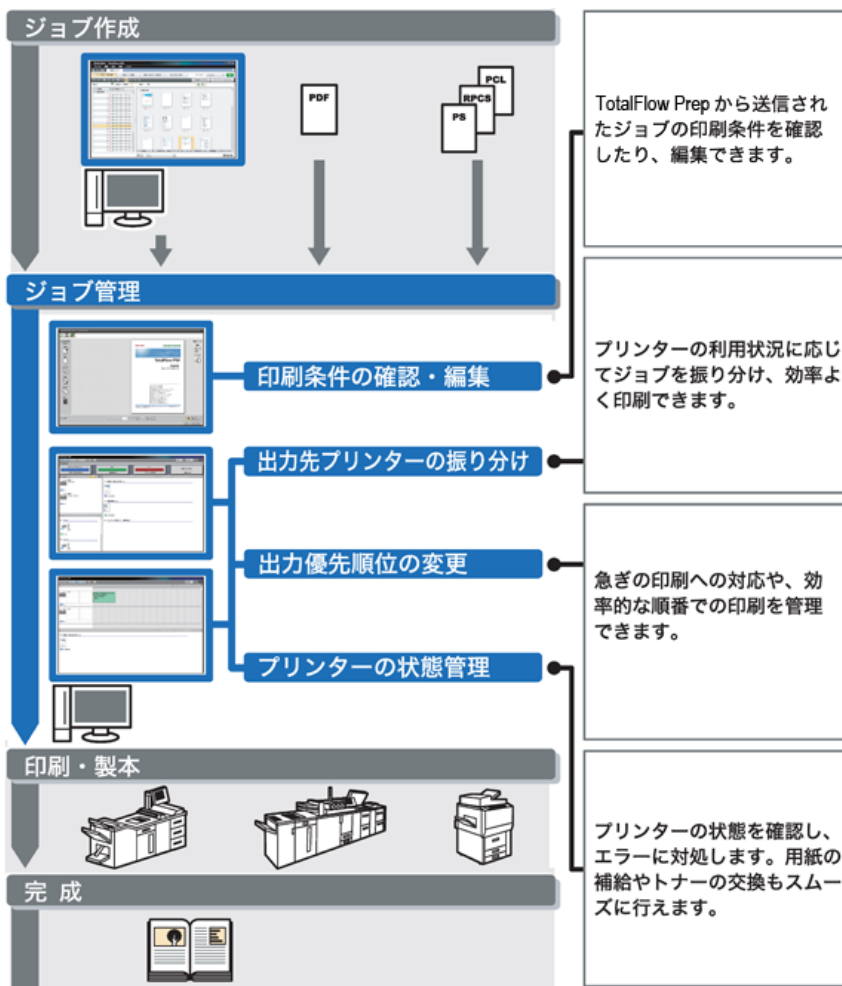 ジョブ作成
PDF
PCL
RPCS
PS
TotalFlow Prep から送信され
たジョブの印刷条件を確認
したり、編集できます。
ジョブ管理
印刷条件の確認・編集
プリンターの利用状況に応じ
てジョブを振り分け、効率よ
く印刷できます。
出力先プリンターの振り分け
出力優先順位の変更
急ぎの印刷への対応や、効
率的な順番での印刷を管理
できます。
プリンターの状態管理
印刷・製本
プリンターの状態を確認し、
エラーに対処します。用紙の
補給やトナーの交換もスムー
ズに行えます。
完 成